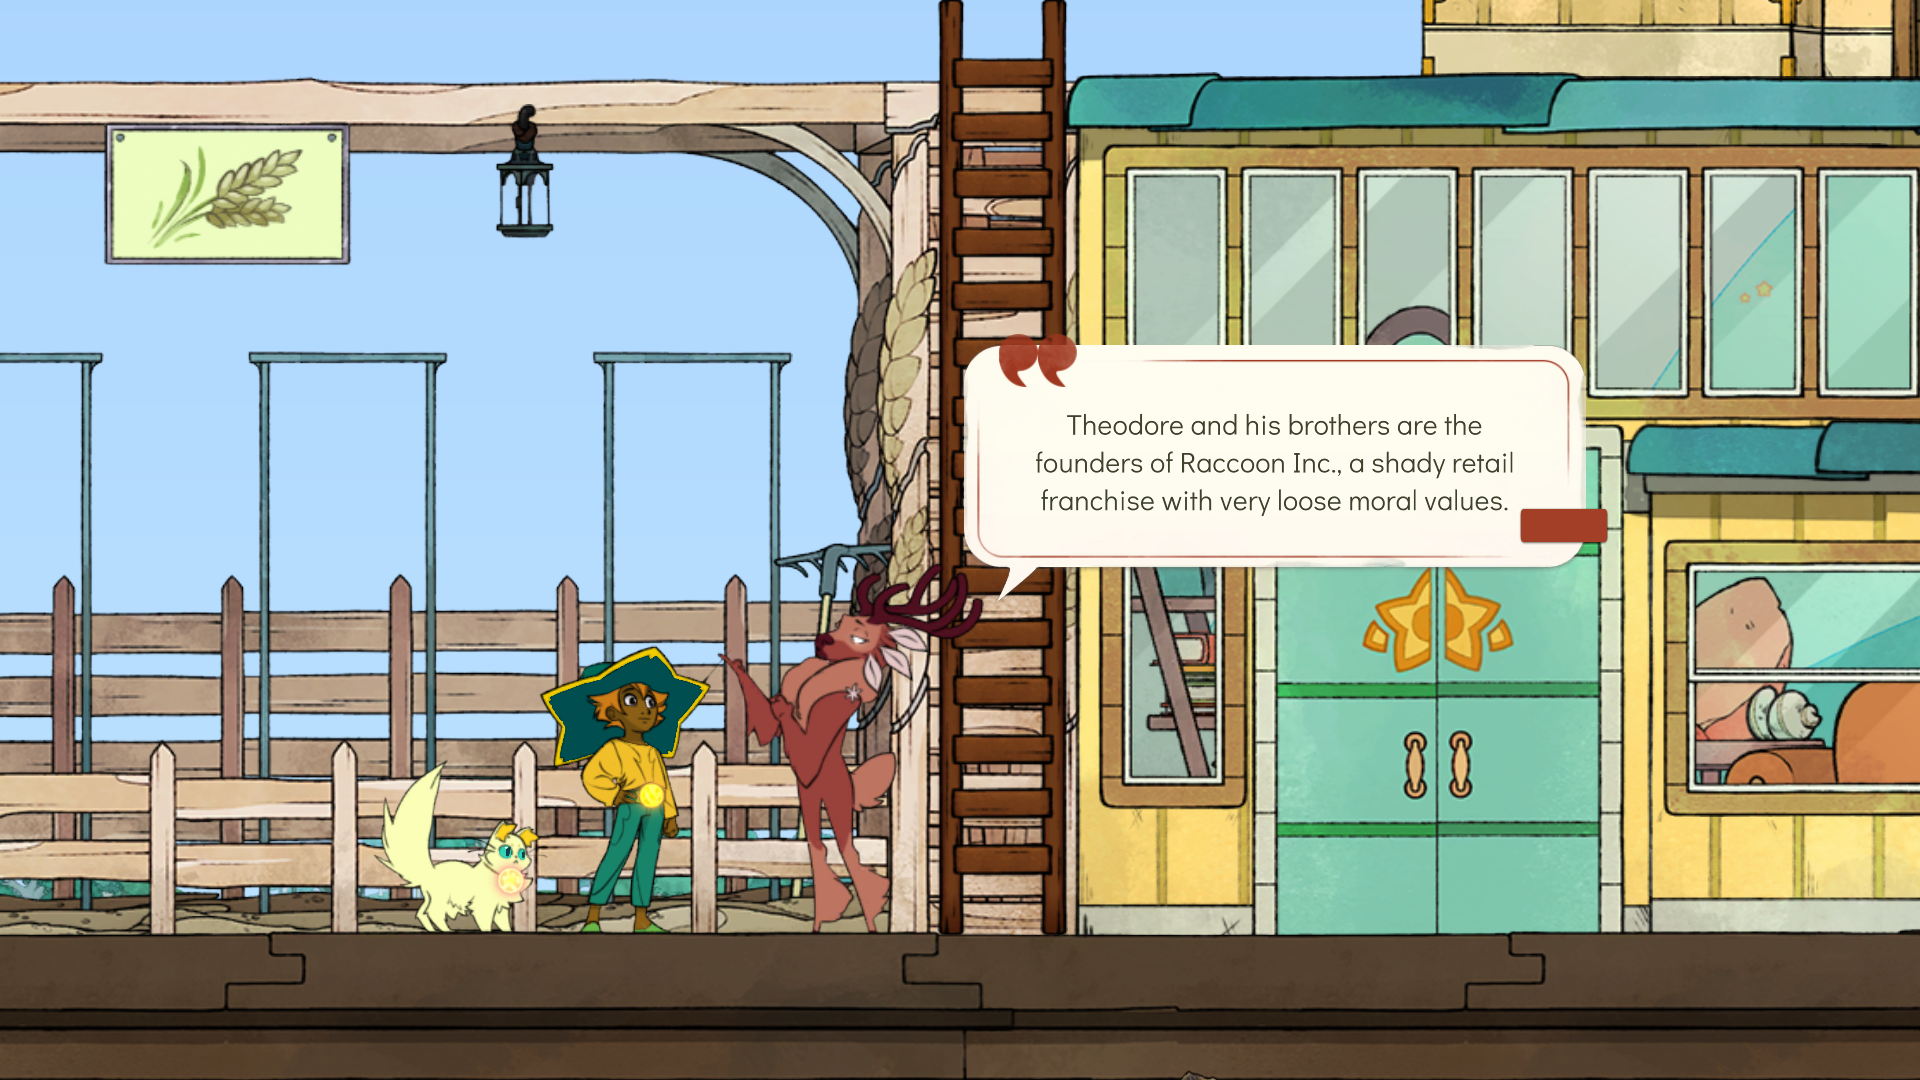 Theodore and his brothers are the
founders of Raccoon Inc., a shady retail
franchise with very loose moral values.